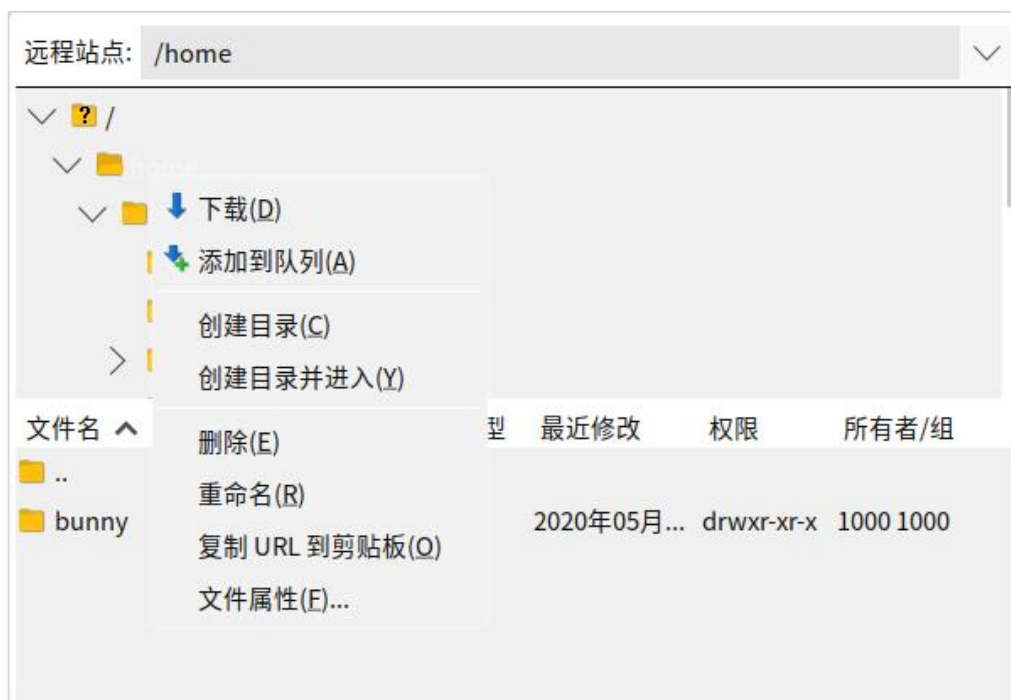 远程站点: /home
/
home
下载(D)
添加到队列(A)
创建目录(C)
创建目录并进入(Y)
文件名 型 最近修改 权限 所有者/组
删除(E)
..
重命名(R)
bunny 2020年05月... drwxr-xr-x 1000 1000
复制 URL 到剪贴板(O)
文件属性(F)...